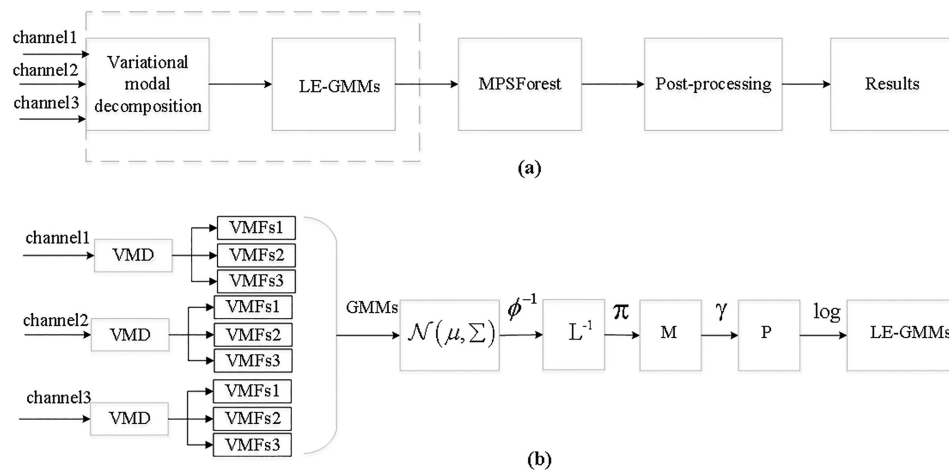 channel1
channel2
channel3
Variational
modal
decomposition
LE-GMMs
MPSForest
Post-processing
Results
(a)
channel1
VMD
VMFs1
VMFs2
VMFs3
channel2
VMD
VMFs1
VMFs2
VMFs3
channel3
VMD
VMFs1
VMFs2
VMFs3
GMMs
𝒩(μ,Σ)
ϕ⁻¹
L⁻¹
π
M
γ
P
log
LE-GMMs
(b)